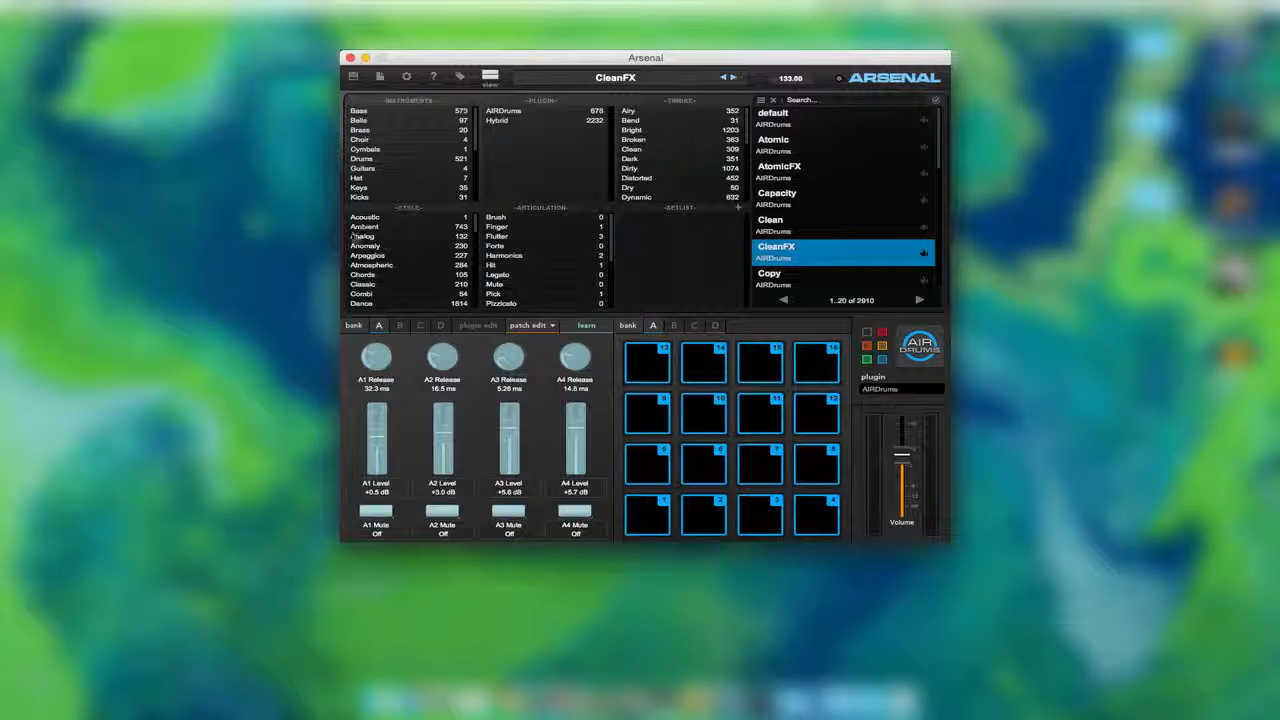 Arsenal
view
CleanFX
133.00
ARSENAL
-INSTRUMENTS-
Bass 573
Bells 97
Brass 20
Choir 4
Cymbals 1
Drums 521
Guitars 4
Hat 7
Keys 35
Kicks 31
-PLUGIN-
AIRDrums 678
Hybrid 2232
-TIMBRE-
Airy 352
Bend 31
Bright 1203
Broken 363
Clean 309
Dark 351
Dirty 1074
Distorted 452
Dry 50
Dynamic 632
-STYLE-
Acoustic 1
Ambient 743
Analog 132
Anomaly 230
Arpeggios 227
Atmospheric 284
Chords 105
Classic 210
Combi 54
Dance 1814
-ARTICULATION-
Brush 0
Finger 1
Flutter 3
Forte 0
Harmonics 2
Hit 1
Legato 0
Mute 0
Pick 1
Pizzicato 0
-SETLIST- +
Search...
default
AIRDrums
Atomic
AIRDrums
AtomicFX
AIRDrums
Capacity
AIRDrums
Clean
AIRDrums
CleanFX
AIRDrums
Copy
AIRDrums
1..20 of 2910
bank A B C D plugin edit patch edit learn
A1 Release A2 Release A3 Release A4 Release
32.3 ms 16.5 ms 5.26 ms 14.8 ms
A1 Level A2 Level A3 Level A4 Level
+0.5 dB +3.0 dB +5.6 dB +5.7 dB
A1 Mute A2 Mute A3 Mute A4 Mute
Off Off Off Off
bank A B C D
13 14 15 16
9 10 11 12
5 6 7 8
1 2 3 4
AIR
DRUMS
plugin
AIRDrums
Volume